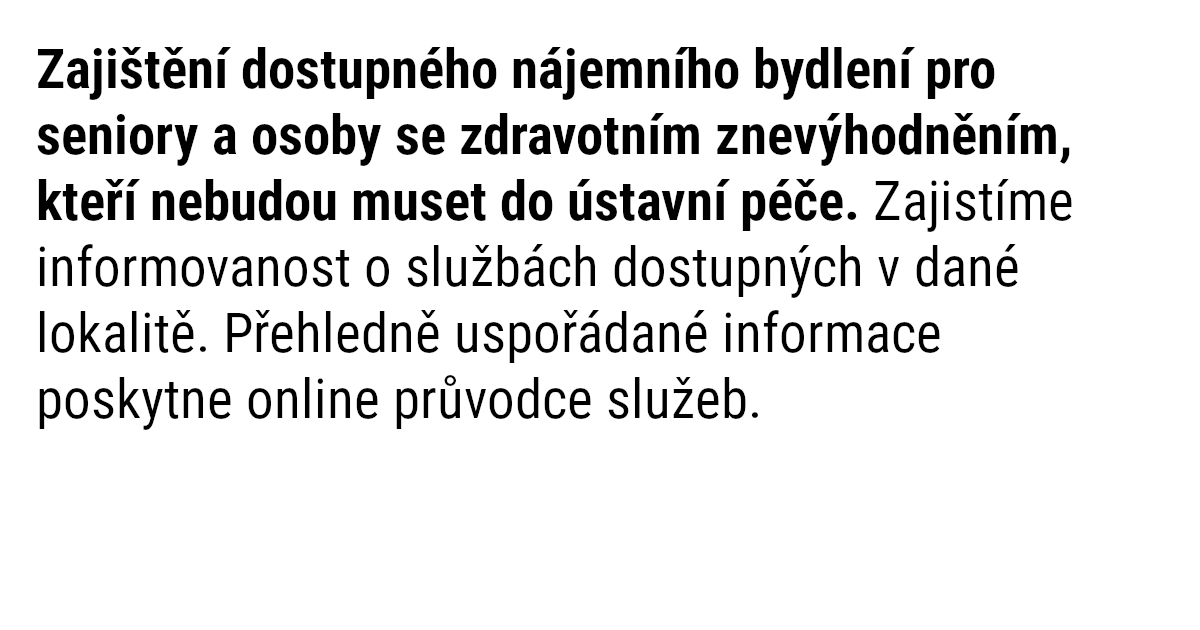 Zajištění dostupného nájemního bydlení pro
seniory a osoby se zdravotním znevýhodněním,
kteří nebudou muset do ústavní péče. Zajistíme
informovanost o službách dostupných v dané
lokalitě. Přehledně uspořádané informace
poskytne online průvodce služeb.